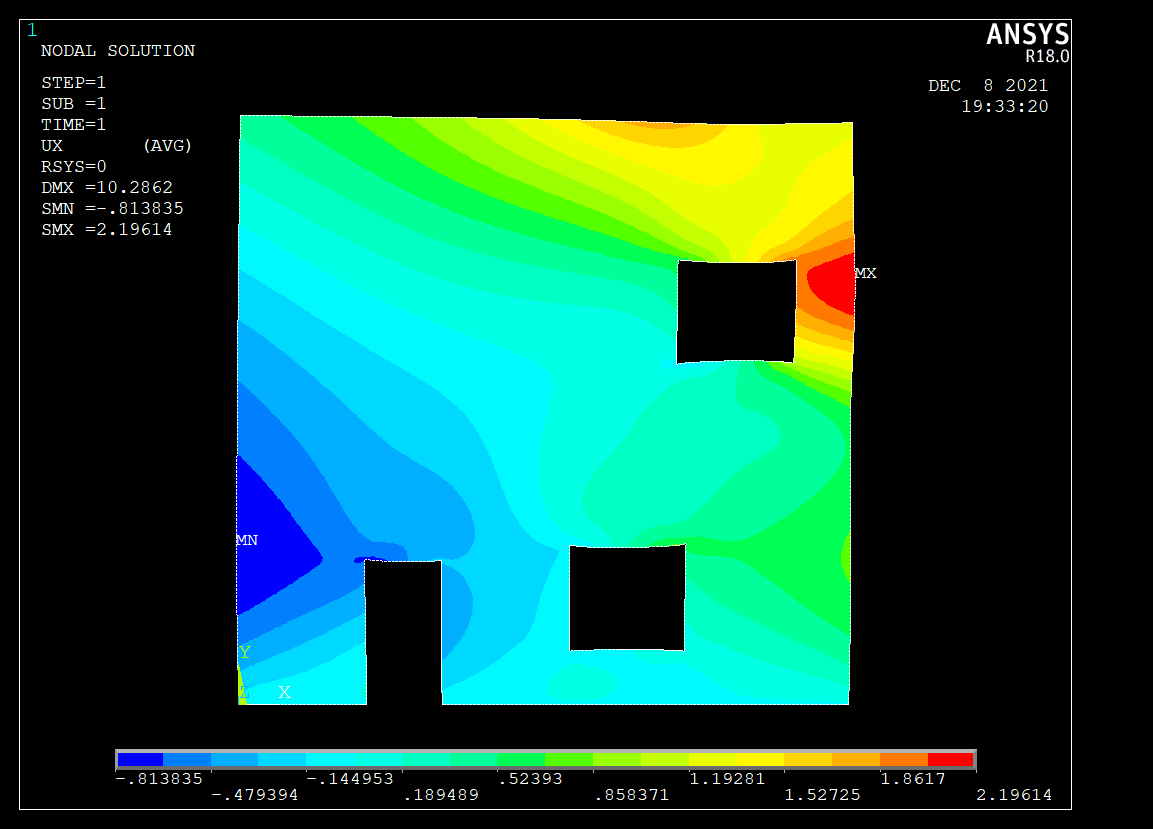 1
ANSYS
R18.0
NODAL SOLUTION
DEC 8 2021
19:33:20
STEP=1
SUB =1
TIME=1
UX (AVG)
RSYS=0
DMX =10.2862
SMN =-.813835
SMX =2.19614
MX
MN
Y
Z X
-.813835 -.144953 .52393 1.19281 1.8617
-.479394 .189489 .858371 1.52725 2.19614